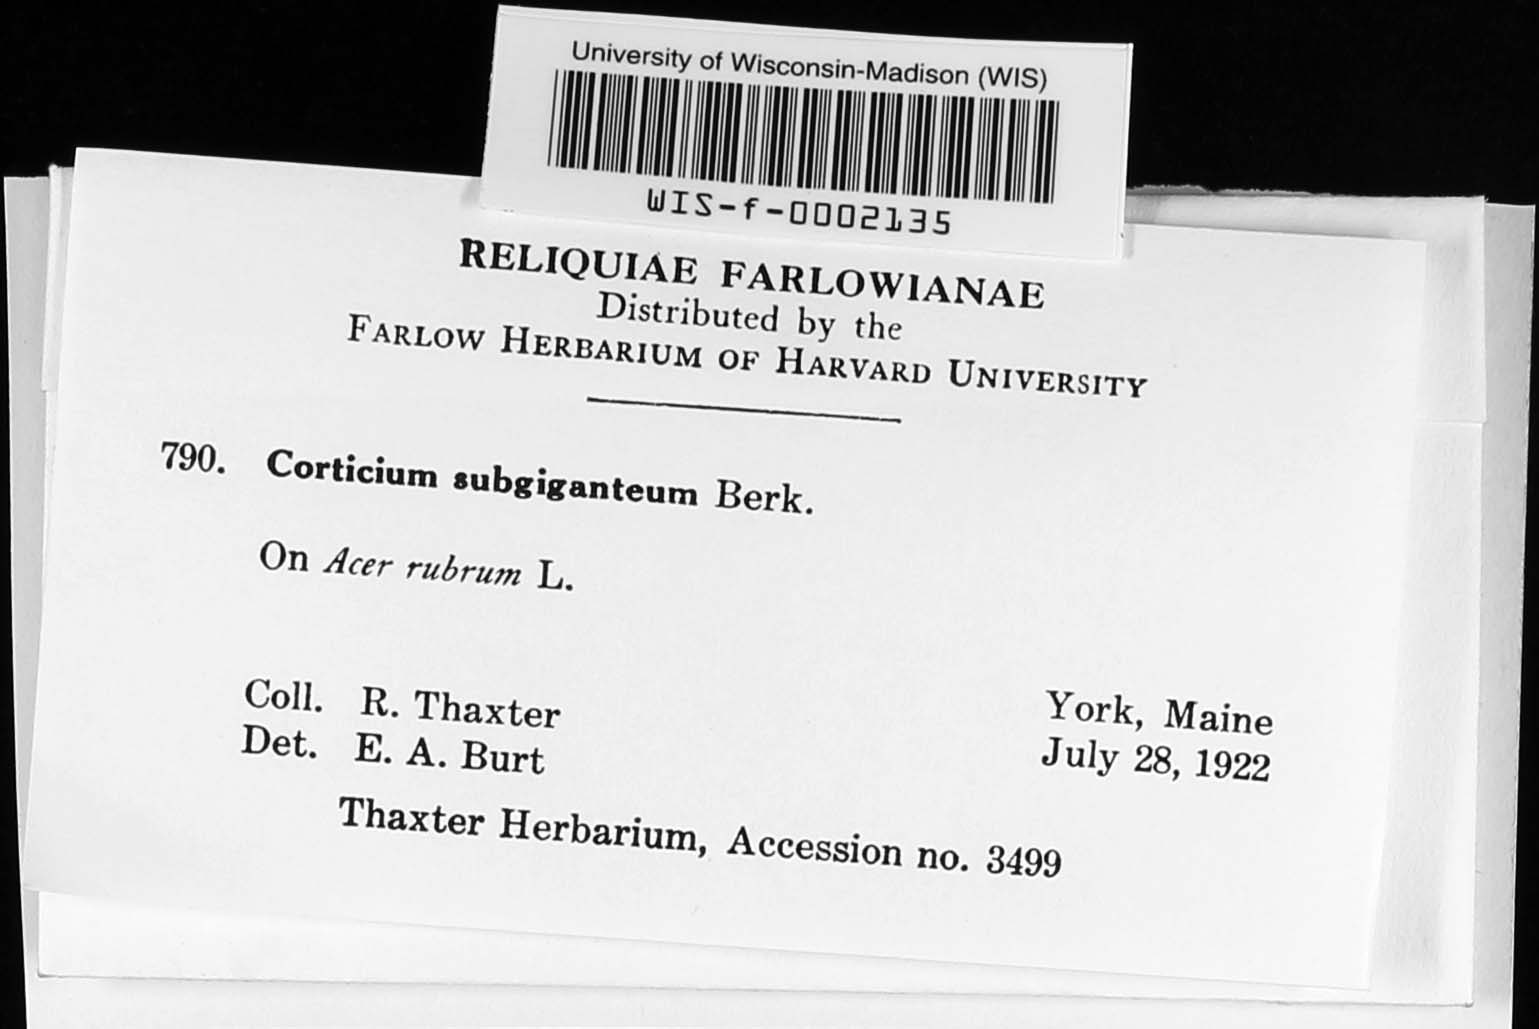 University of Wisconsin-Madison (WIS)
WIS-f-0002135
RELIQUIAE FARLOWIANAE
Distributed by the
FARLOW HERBARIUM OF HARVARD UNIVERSITY
790. Corticium subgiganteum Berk.
On Acer rubrum L.
Coll. R. Thaxter York, Maine
Det. E. A. Burt July 28, 1922
Thaxter Herbarium, Accession no. 3499